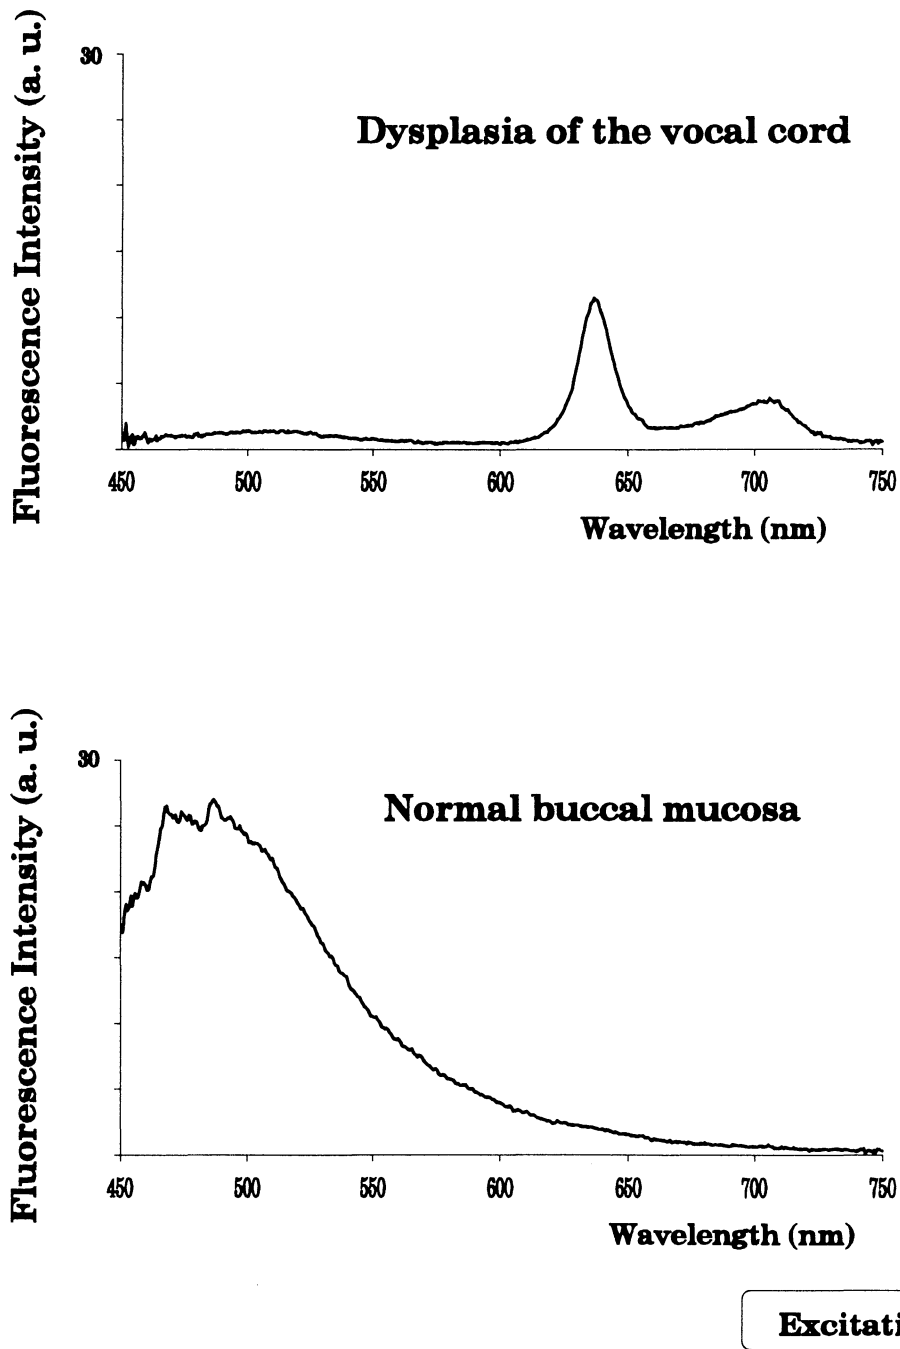 Fluorescence Intensity (a. u.)
30
Dysplasia of the vocal cord
450 500 550 600 650 700 750
Wavelength (nm)
Fluorescence Intensity (a. u.)
30
Normal buccal mucosa
450 500 550 600 650 700 750
Wavelength (nm)
Excitati